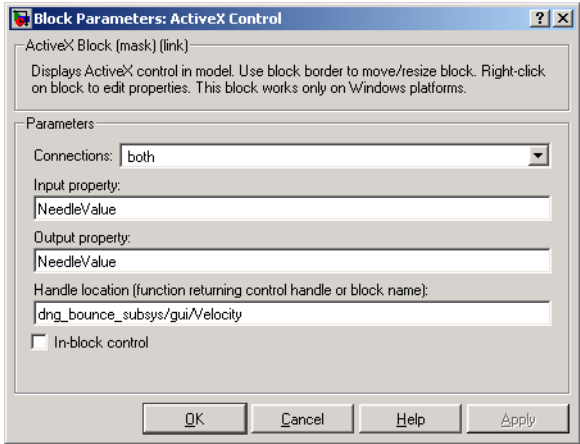 Block Parameters: ActiveX Control
ActiveX Block (mask) (link)
Displays ActiveX control in model. Use block border to move/resize block. Right-click
on block to edit properties. This block works only on Windows platforms.
Parameters
Connections: both
Input property:
NeedleValue
Output property:
NeedleValue
Handle location (function returning control handle or block name):
dng_bounce_subsys/gui/Velocity
In-block control
OK Cancel Help Apply